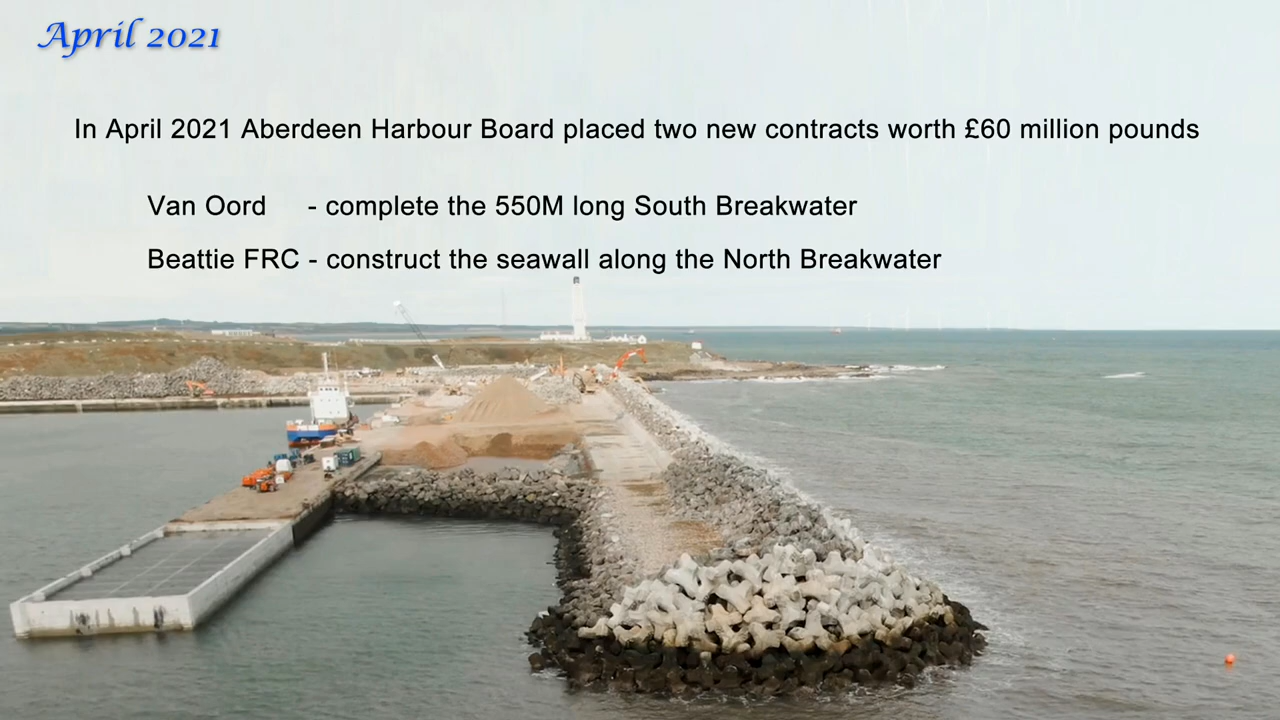 April 2021
In April 2021 Aberdeen Harbour Board placed two new contracts worth £60 million pounds
Van Oord - complete the 550M long South Breakwater
Beattie FRC - construct the seawall along the North Breakwater